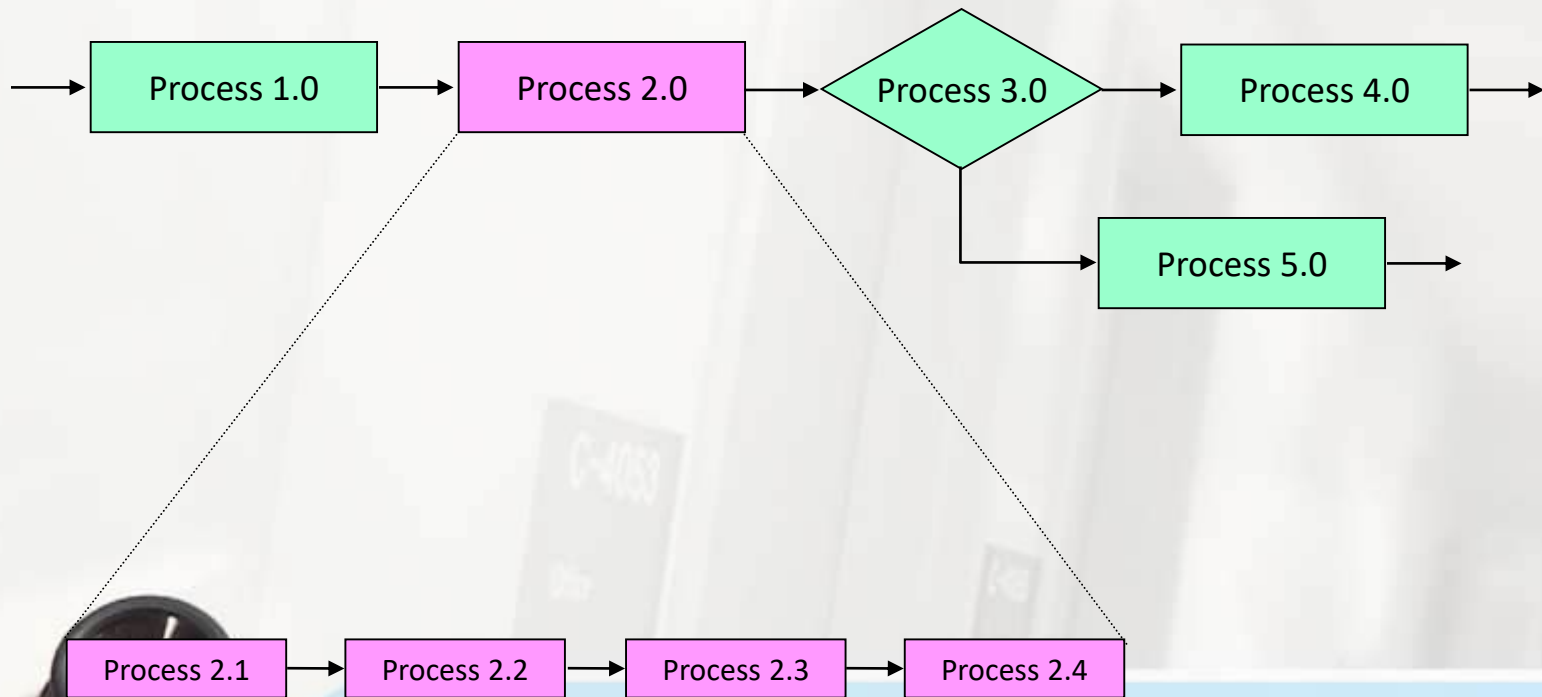 Process 1.0
Process 2.0
Process 3.0
Process 4.0
Process 5.0
C-4053
Process 2.1
Process 2.2
Process 2.3
Process 2.4